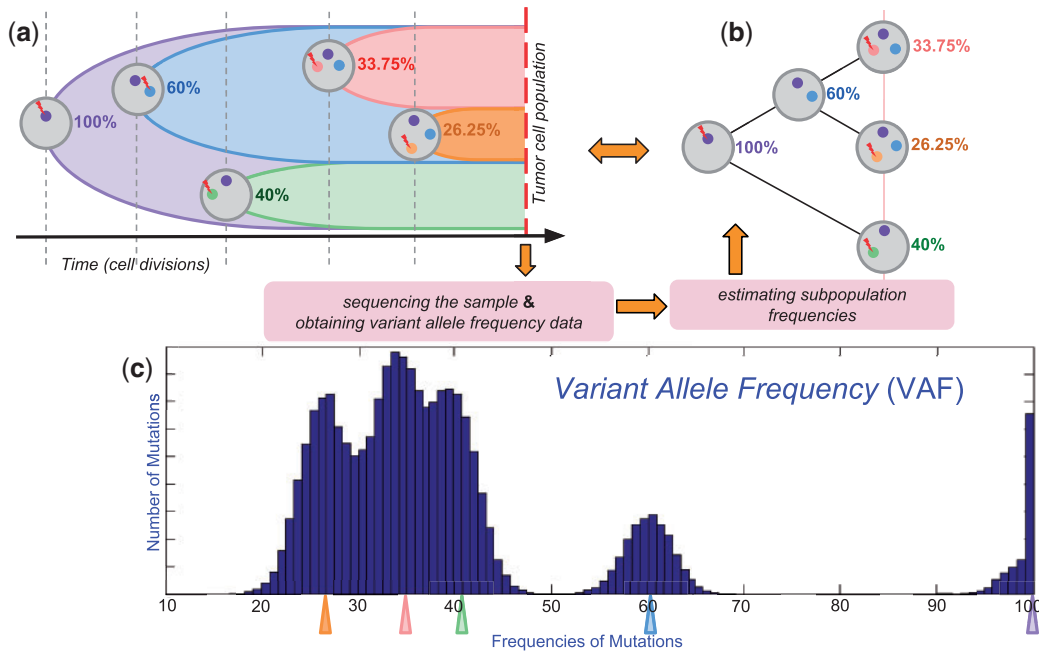 (a)
100%
60%
40%
33.75%
26.25%
Tumor cell population
Time (cell divisions)
(b)
100%
60%
33.75%
26.25%
40%
sequencing the sample &
obtaining variant allele frequency data
estimating subpopulation
frequencies
(c)
Variant Allele Frequency (VAF)
Number of Mutations
10 20 30 40 50 60 70 80 90 100
Frequencies of Mutations